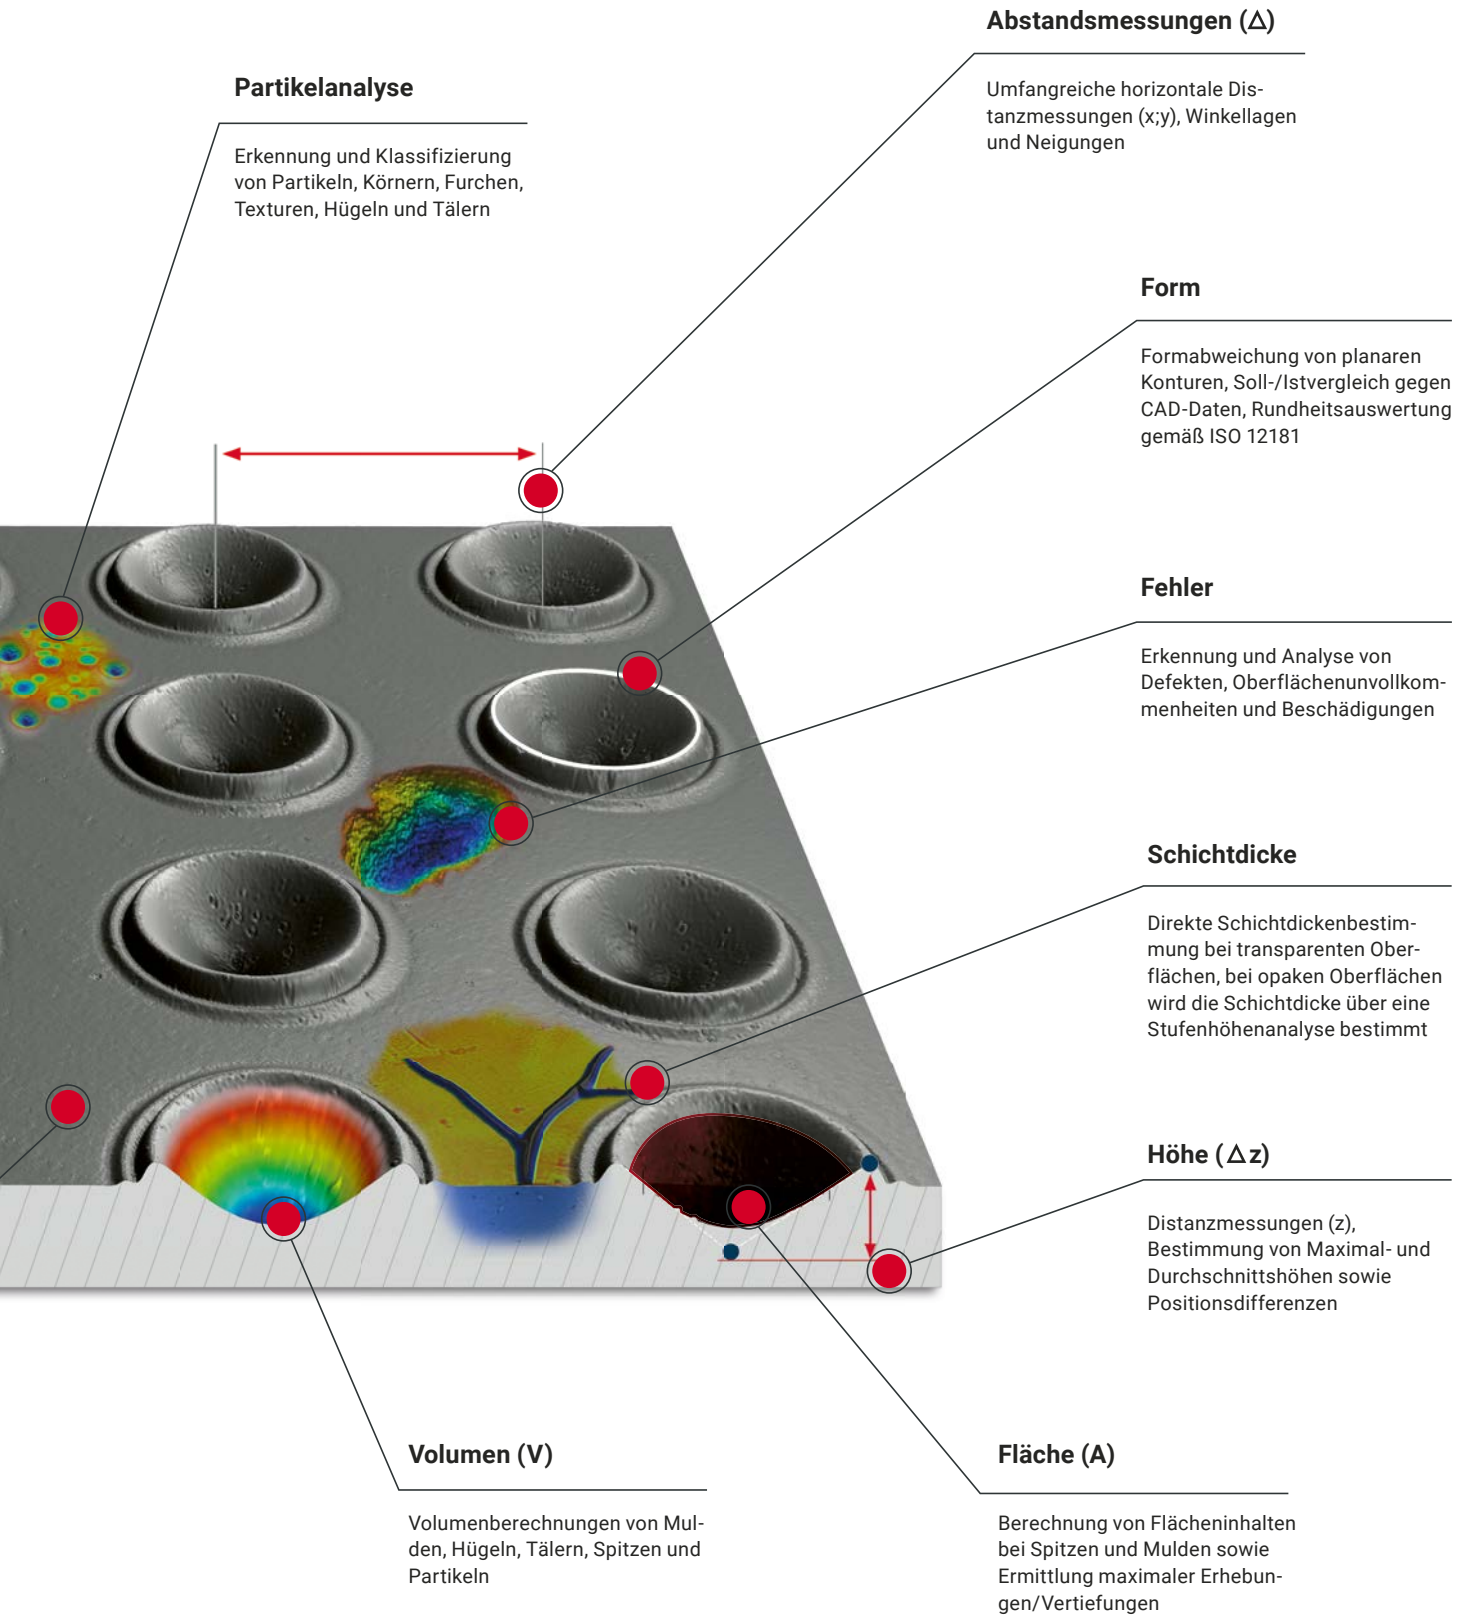 Abstandsmessungen (Δ)
Umfangreiche horizontale Dis-
tanzmessungen (x;y), Winkellagen
und Neigungen
Partikelanalyse
Erkennung und Klassifizierung
von Partikeln, Körnern, Furchen,
Texturen, Hügeln und Tälern
Form
Formabweichung von planaren
Konturen, Soll-/Istvergleich gegen
CAD-Daten, Rundheitsauswertung
gemäß ISO 12181
Fehler
Erkennung und Analyse von
Defekten, Oberflächenunvollkom-
menheiten und Beschädigungen
Schichtdicke
Direkte Schichtdickenbestim-
mung bei transparenten Ober-
flächen, bei opaken Oberflächen
wird die Schichtdicke über eine
Stufenhöhenanalyse bestimmt
Höhe (Δz)
Distanzmessungen (z),
Bestimmung von Maximal- und
Durchschnittshöhen sowie
Positionsdifferenzen
Volumen (V)
Volumenberechnungen von Mul-
den, Hügeln, Tälern, Spitzen und
Partikeln
Fläche (A)
Berechnung von Flächeninhalten
bei Spitzen und Mulden sowie
Ermittlung maximaler Erhebun-
gen/Vertiefungen